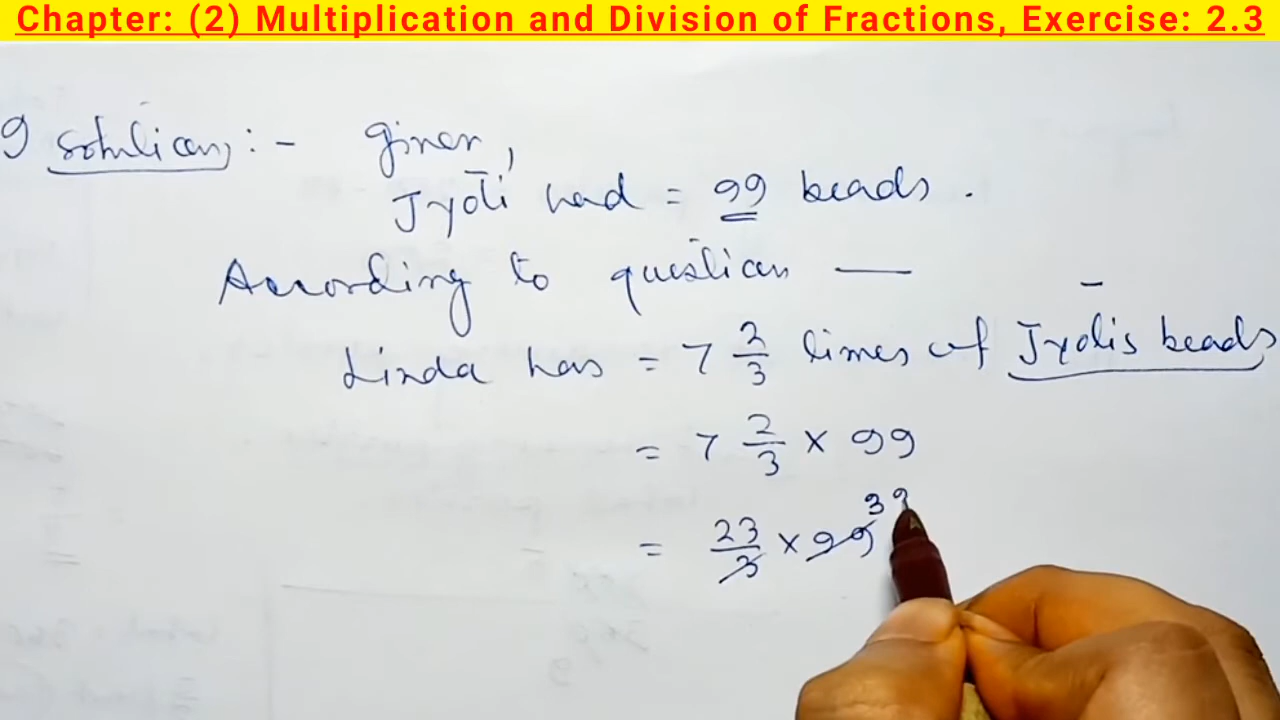 Chapter: (2) Multiplication and Division of Fractions, Exercise: 2.3
9 Solution:- given,
Jyoti had = 99 beads.
According to question —
Linda has = 7 2/3 times of Jyotis beads
= 7 2/3 × 99
= 23/3 × 99 3